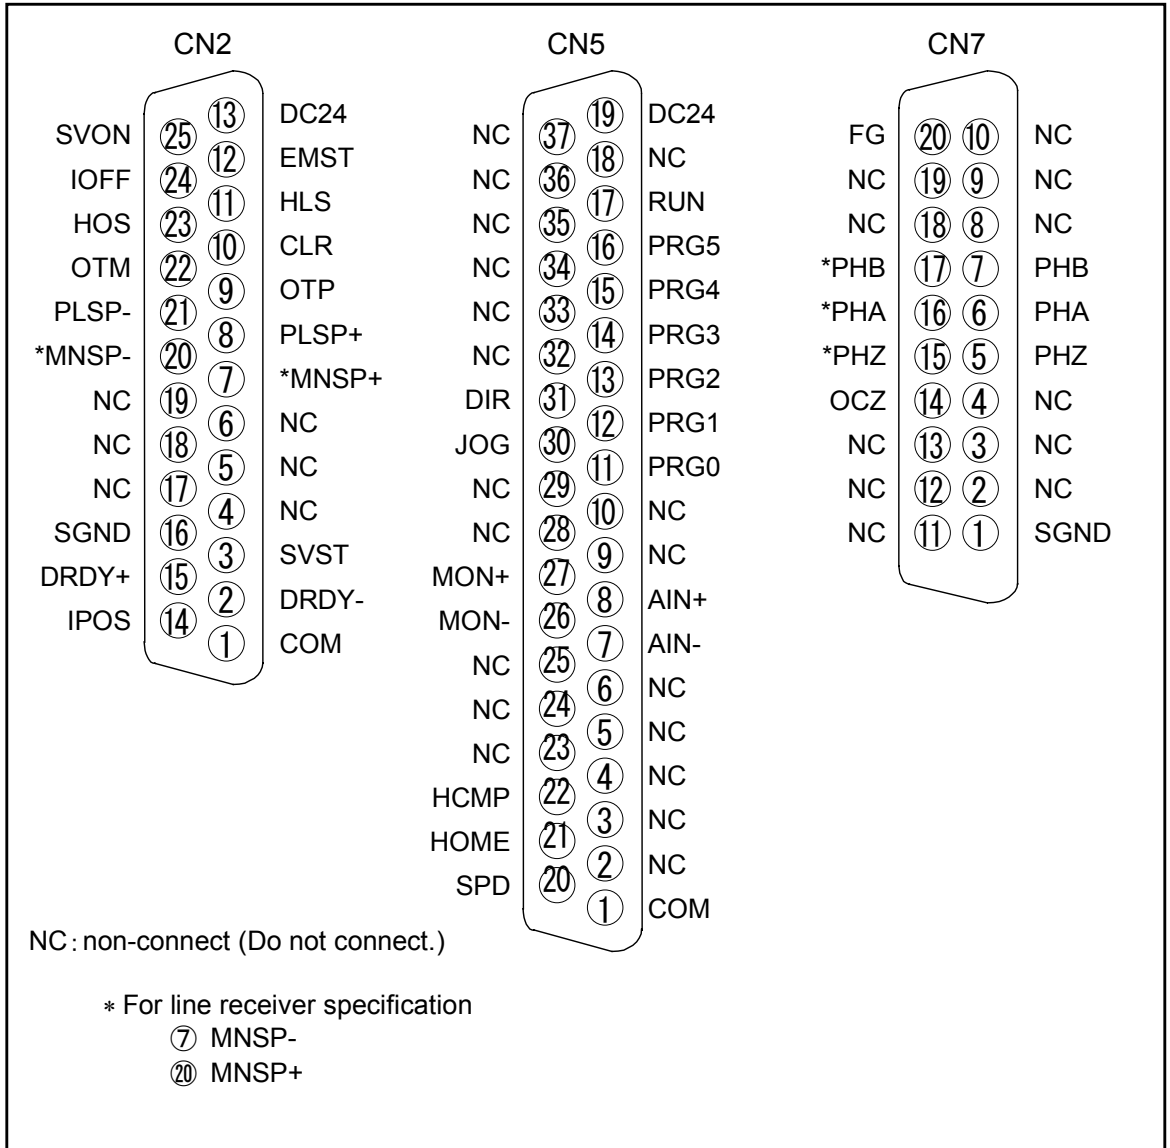 CN2 CN5 CN7
13 DC24 19 DC24
SVON 25 NC 37 FG 20 10 NC
12 EMST 18 NC
IOFF 24 NC 36 NC 19 9 NC
11 HLS 17 RUN
HOS 23 NC 35 NC 18 8 NC
10 CLR 16 PRG5
OTM 22 NC 34 *PHB 17 7 PHB
9 OTP 15 PRG4
PLSP- 21 NC 33 *PHA 16 6 PHA
8 PLSP+ 14 PRG3
*MNSP- 20 NC 32 *PHZ 15 5 PHZ
7 *MNSP+ 13 PRG2
NC 19 DIR 31 OCZ 14 4 NC
6 NC 12 PRG1
NC 18 JOG 30 NC 13 3 NC
5 NC 11 PRG0
NC 17 NC 29 NC 12 2 NC
4 NC 10 NC
SGND 16 NC 28 NC 11 1 SGND
3 SVST 9 NC
DRDY+ 15 MON+ 27
2 DRDY- 8 AIN+
IPOS 14 MON- 26
1 COM 7 AIN-
NC 25
6 NC
NC 24
5 NC
NC 23
4 NC
HCMP 22
3 NC
HOME 21
2 NC
SPD 20
1 COM
NC : non-connect (Do not connect.)
* For line receiver specification
⑦ MNSP-
⑳ MNSP+